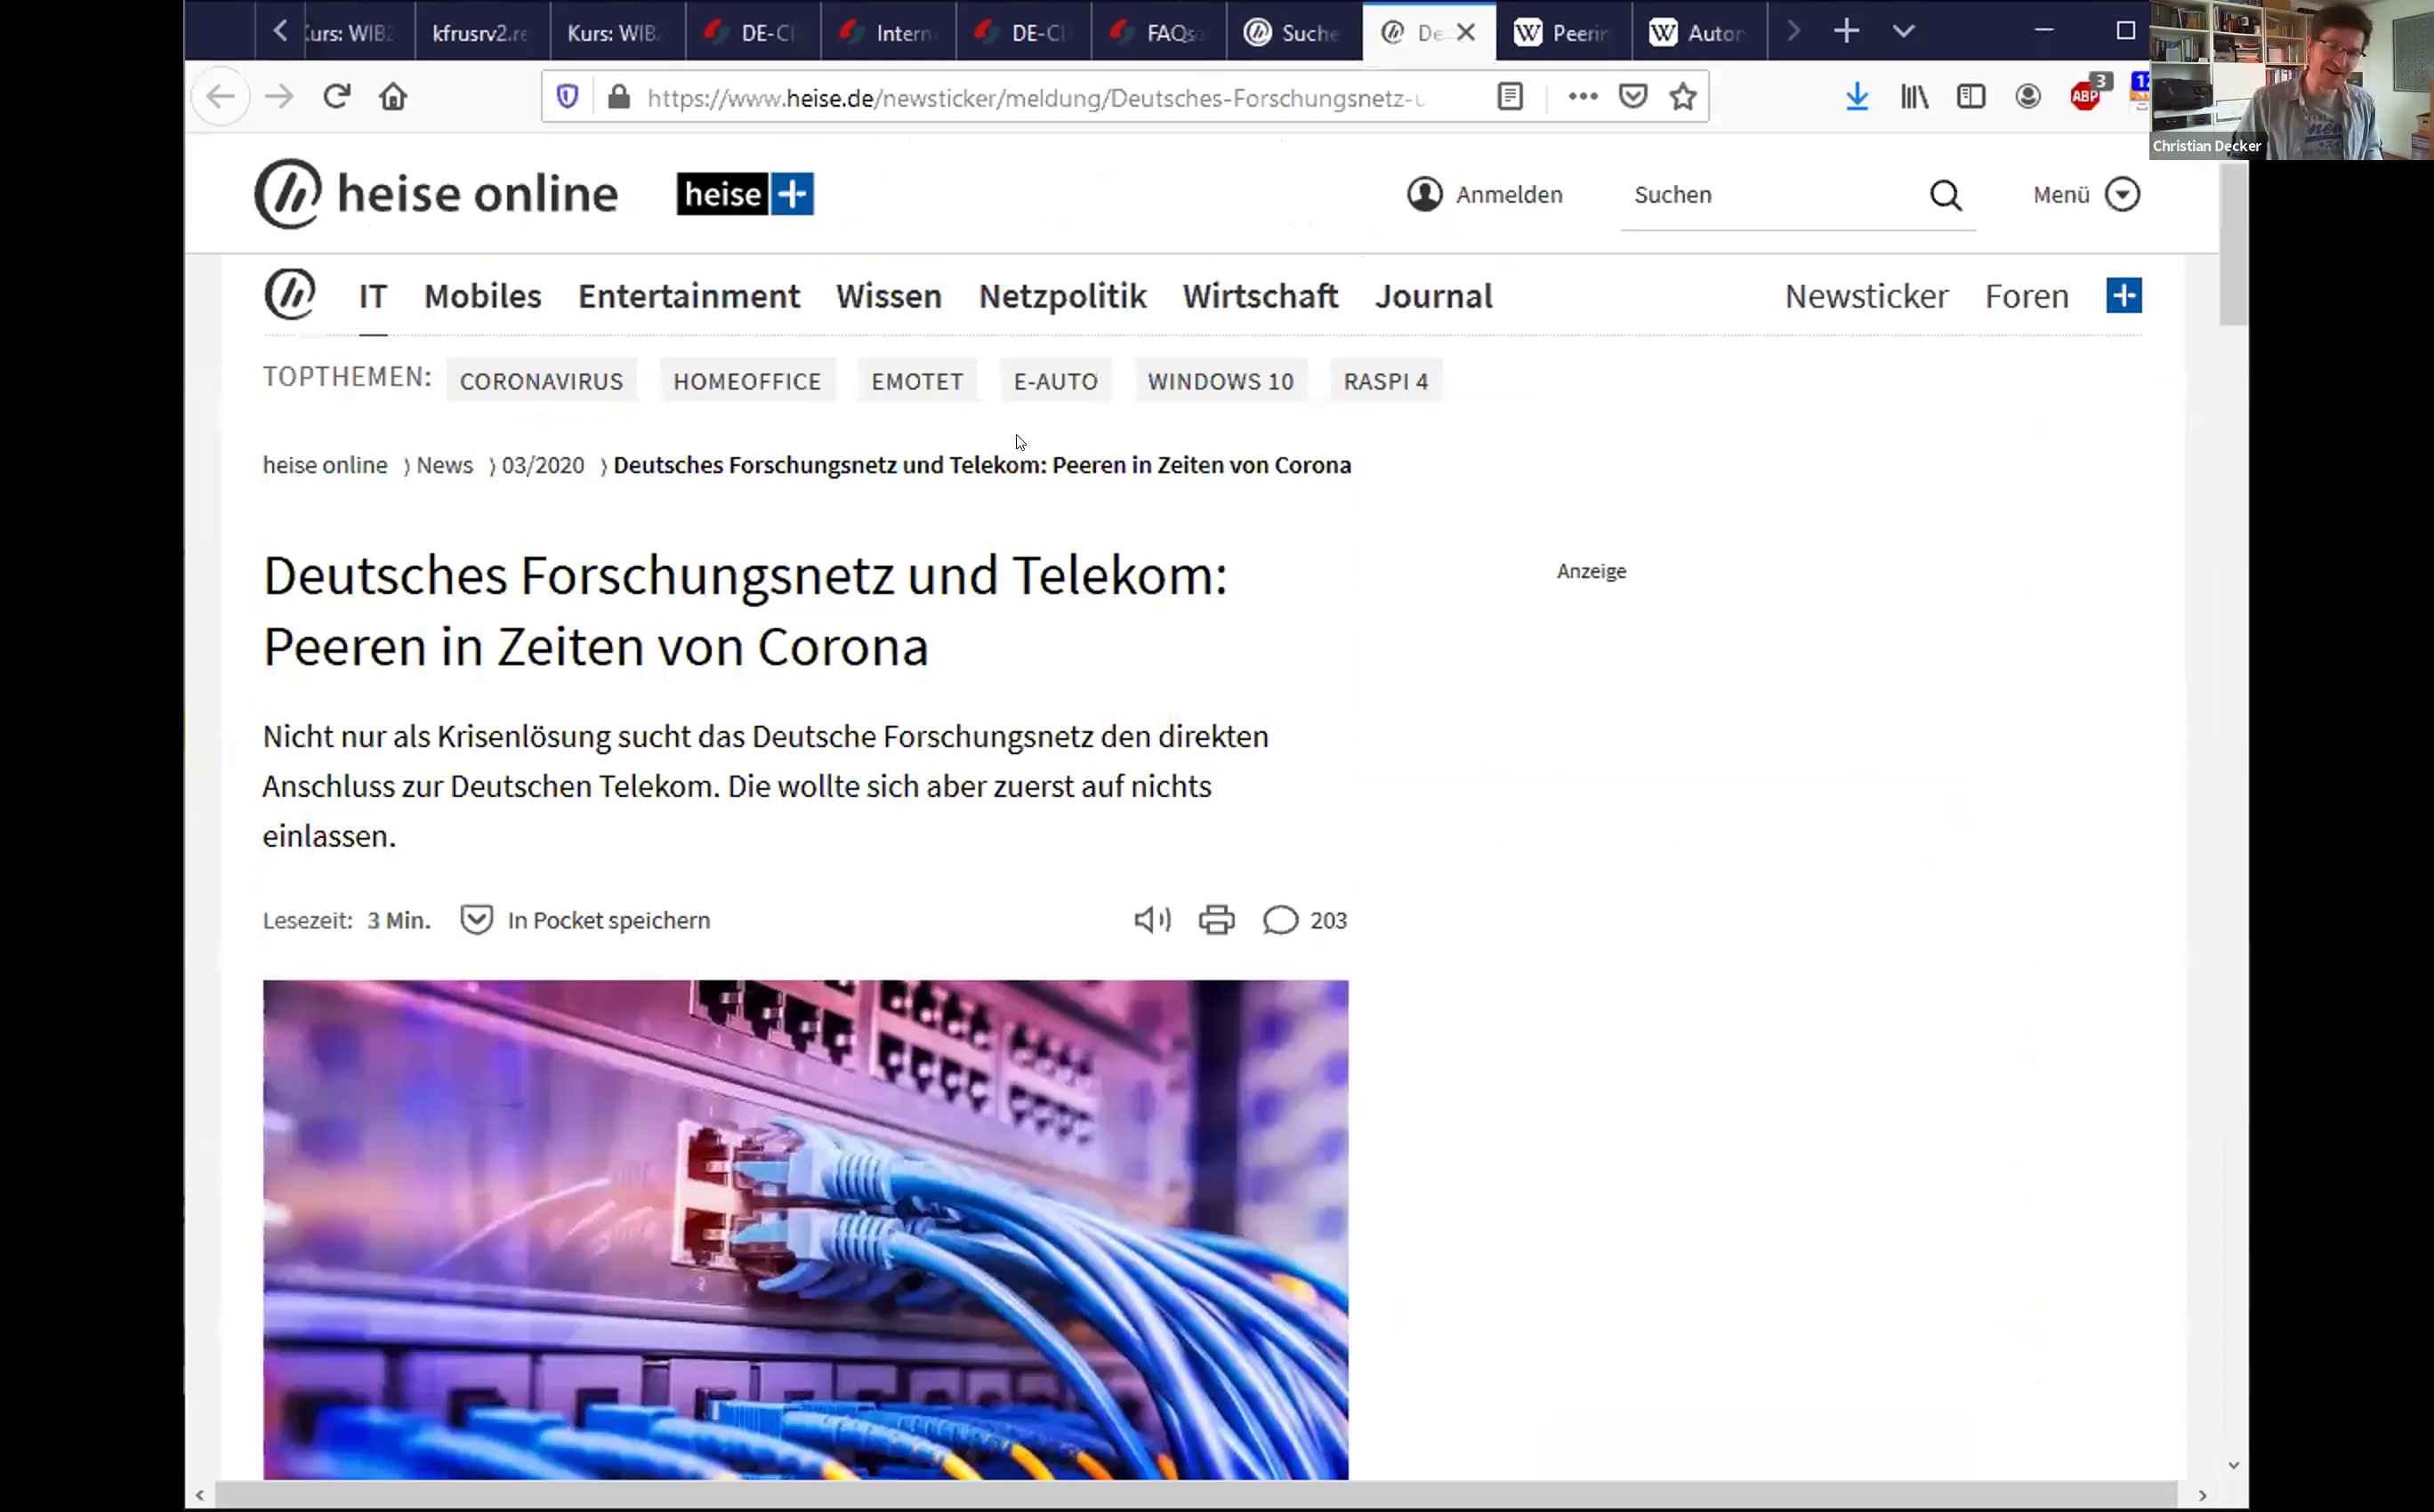 Kurs: WIB
kfrusrv2.re
Kurs: WIB
DE-CI
Intern
DE-CI
FAQs
Suche
De
Peerin
Auton
https://www.heise.de/newsticker/meldung/Deutsches-Forschungsnetz-u
ABP
3
12
Christian Decker
heise online
heise +
Anmelden
Suchen
Menü
IT Mobiles Entertainment Wissen Netzpolitik Wirtschaft Journal Newsticker Foren +
TOPTHEMEN: CORONAVIRUS HOMEOFFICE EMOTET E-AUTO WINDOWS 10 RASPI 4
heise online ⟩ News ⟩ 03/2020 ⟩ Deutsches Forschungsnetz und Telekom: Peeren in Zeiten von Corona
Deutsches Forschungsnetz und Telekom:
Peeren in Zeiten von Corona
Anzeige
Nicht nur als Krisenlösung sucht das Deutsche Forschungsnetz den direkten
Anschluss zur Deutschen Telekom. Die wollte sich aber zuerst auf nichts
einlassen.
Lesezeit: 3 Min. In Pocket speichern 203